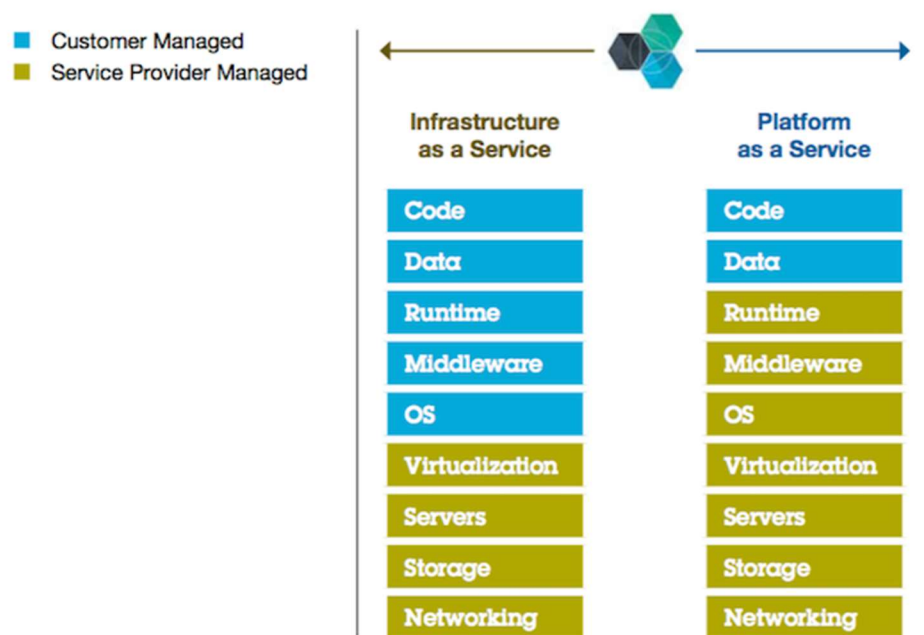 Customer Managed
Service Provider Managed
Infrastructure
as a Service
Code
Data
Runtime
Middleware
OS
Virtualization
Servers
Storage
Networking
Platform
as a Service
Code
Data
Runtime
Middleware
OS
Virtualization
Servers
Storage
Networking